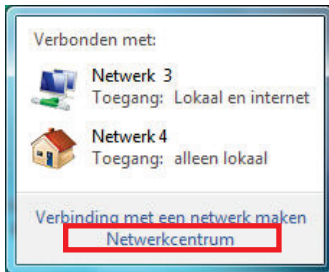 Verbonden met:
Netwerk 3
Toegang: Lokaal en internet
Netwerk 4
Toegang: alleen lokaal
Verbinding met een netwerk maken
Netwerkcentrum